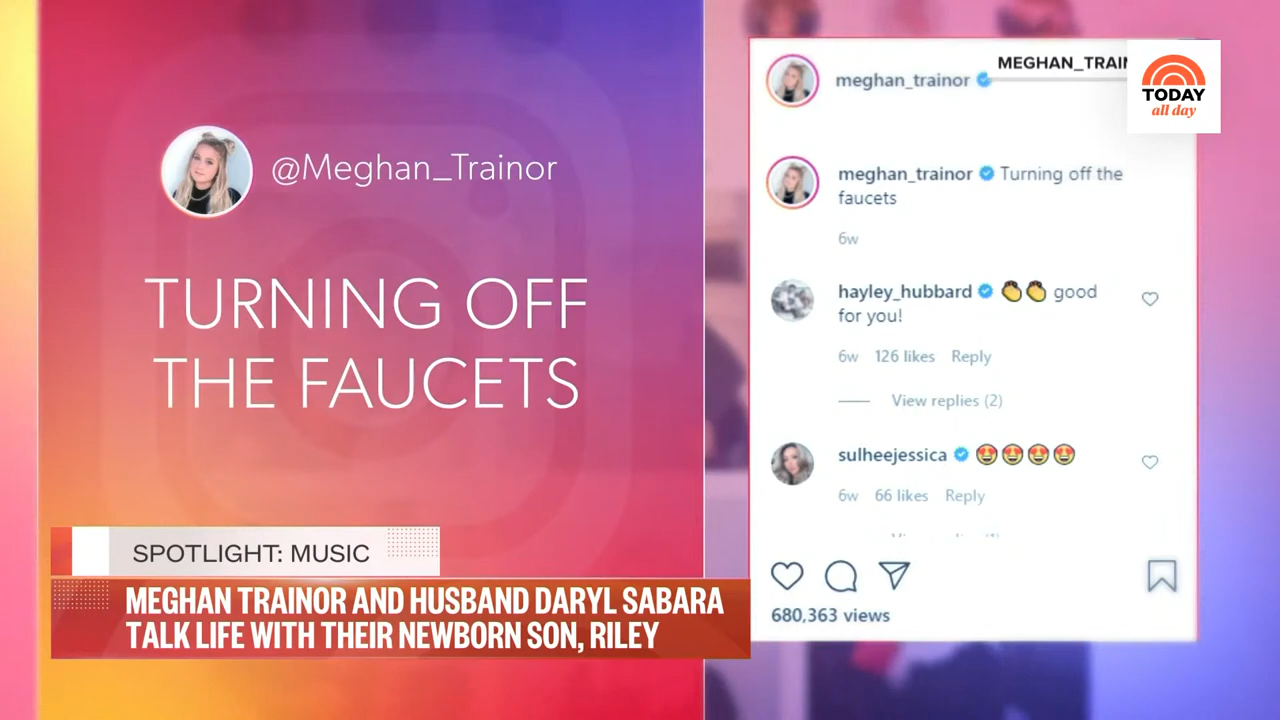 @Meghan_Trainor
TURNING OFF
THE FAUCETS
SPOTLIGHT: MUSIC
MEGHAN TRAINOR AND HUSBAND DARYL SABARA
TALK LIFE WITH THEIR NEWBORN SON, RILEY
MEGHAN_TRAIN
TODAY
all day
meghan_trainor
meghan_trainor Turning off the
faucets
6w
hayley_hubbard 👏👏 good
for you!
6w 126 likes Reply
View replies (2)
sulheejessica 😍😍😍😍
6w 66 likes Reply
680,363 views